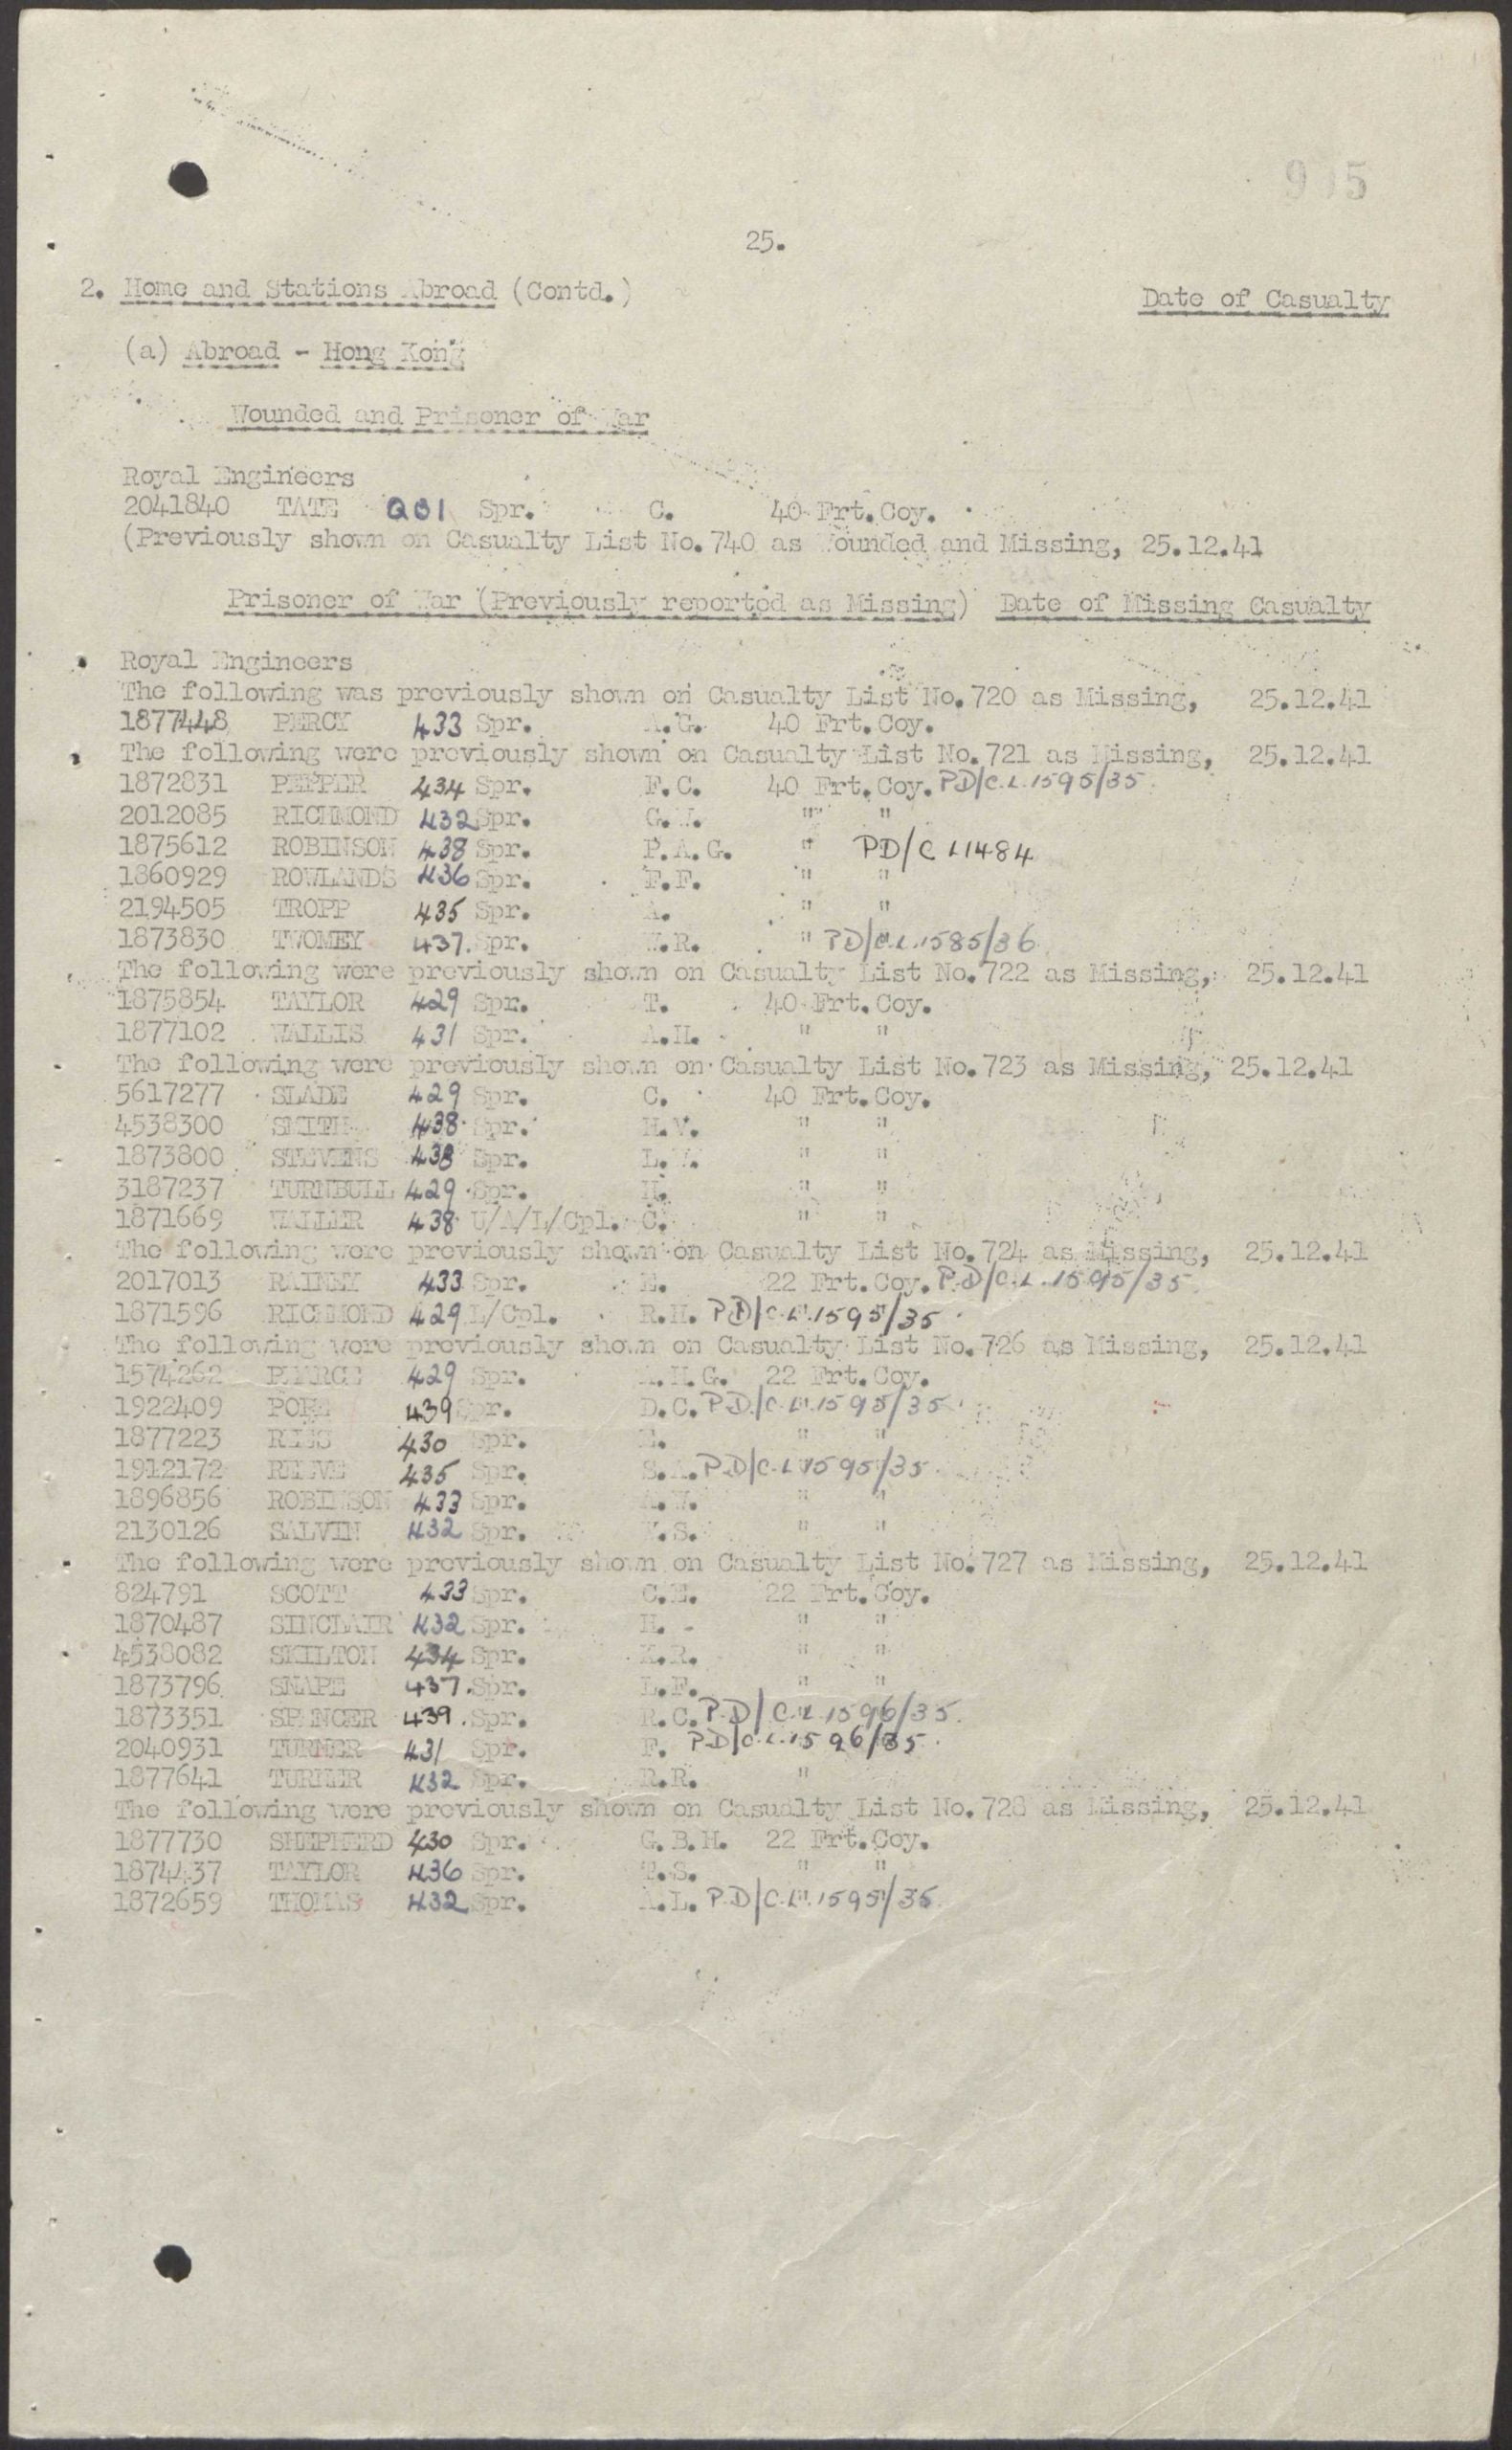 25.
2. Home and Stations Abroad (Contd.)
Date of Casualty
(a) Abroad - Hong Kong
Wounded and Prisoner of War
Royal Engineers
2041840 TATE Q01 Spr. C. 40 Frt.Coy.
(Previously shown on Casualty List No.740 as Wounded and Missing, 25.12.41
Prisoner of War (Previously reported as Missing) Date of Missing Casualty
Royal Engineers
The following was previously shown on Casualty List No.720 as Missing, 25.12.41
1877448 PERCY 433 Spr. A.G. 40 Frt.Coy.
The following were previously shown on Casualty List No.721 as Missing, 25.12.41
1872831 PEPPER 434 Spr. F.C. 40 Frt.Coy. PD/C.L.1595/35
2012085 RICHMOND 432 Spr. G.W. " "
1875612 ROBINSON 438 Spr. P.A.G. " PD/C L1484
1860929 ROWLANDS 436 Spr. F.F. " "
2194505 TROPP 435 Spr. A. " "
1873830 TWOMEY 437. Spr. W.R. " PD/C.L.1585/36
The following were previously shown on Casualty List No.722 as Missing, 25.12.41
1875854 TAYLOR 429 Spr. T. 40 Frt.Coy.
1877102 WALLIS 431 Spr. A.H. " "
The following were previously shown on Casualty List No.723 as Missing, 25.12.41
5617277 SLADE 429 Spr. C. 40 Frt.Coy.
4538300 SMITH 438 Spr. H.V. " "
1873800 STEVENS 438 Spr. L.W. " "
3187237 TURNBULL 429 Spr. H. " "
1871669 WALLER 438 U/A/L/Cpl. C. " "
The following were previously shown on Casualty List No.724 as Missing, 25.12.41
2017013 RAINEY 433 Spr. E. 22 Frt.Coy. P.D/C.L.1595/35
1871596 RICHMOND 429 L/Cpl. R.H. PD/C.L.1595/35
The following were previously shown on Casualty List No.726 as Missing, 25.12.41
1574262 PEARCE 429 Spr. H.G. 22 Frt.Coy.
1922409 POPE 439 Spr. D.C. P.D./C.L.1595/35
1877223 REES 430 Spr. " "
1912172 REEVE 435 Spr. S.A. P.D/C.L 1595/35
1896856 ROBINSON 433 Spr. A.W. " "
2130126 SALVIN 432 Spr. W.S. " "
The following were previously shown on Casualty List No.727 as Missing, 25.12.41
824791 SCOTT 433 Spr. C.E. 22 Frt.Coy.
1870487 SINCLAIR 432 Spr. H. " "
4538082 SKILTON 434 Spr. K.R. " "
1873796 SNAPE 437. Spr. L.F. " "
1873351 SPENCER 439. Spr. R.C. P.D/C.L.1596/35.
2040931 TURNER 431 Spr. F. P.D/C.L.1596/35.
1877641 TURNER 432 Spr. R.R. "
The following were previously shown on Casualty List No.728 as Missing, 25.12.41
1877730 SHEPHERD 430 Spr. G.B.H. 22 Frt.Coy.
1874437 TAYLOR 436 Spr. T.S. " "
1872659 THOMAS 432 Spr. A.L. P.D/C.L.1595/35.